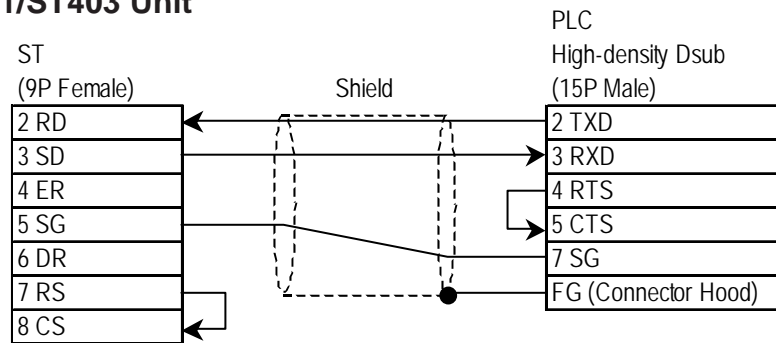 /ST403 Unit
PLC
ST
High-density Dsub
(9P Female)
Shield
(15P Male)
2 RD
2 TXD
3 SD
3 RXD
4 ER
4 RTS
5 SG
5 CTS
6 DR
7 SG
7 RS
FG (Connector Hood)
8 CS